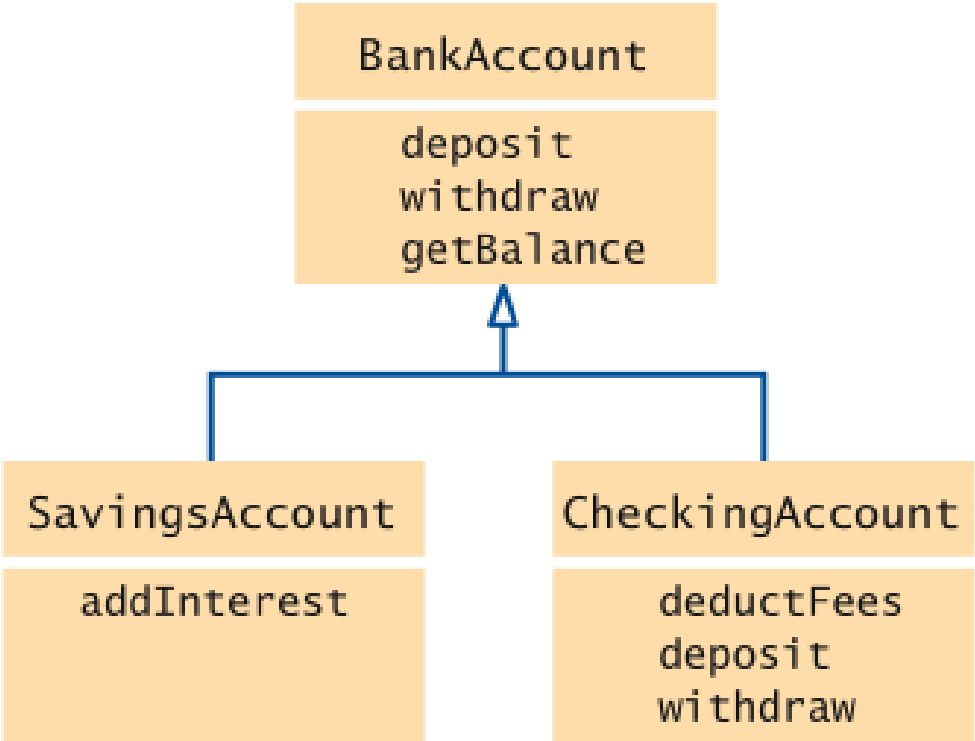 BankAccount
deposit
withdraw
getBalance
SavingsAccount
addInterest
CheckingAccount
deductFees
deposit
withdraw